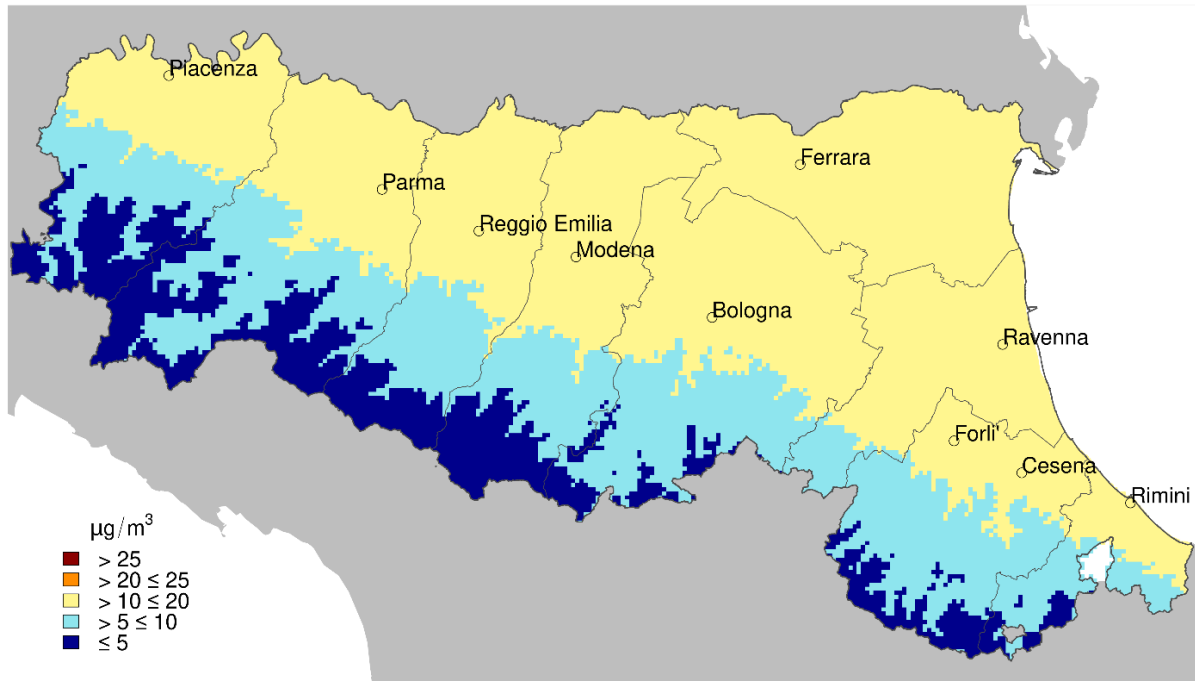 Piacenza
Ferrara
Parma
Reggio Emilia
Modena
Bologna
Ravenna
Forli'
Cesena
Rimini
µg/m³
> 25
> 20 ≤ 25
> 10 ≤ 20
> 5 ≤ 10
≤ 5